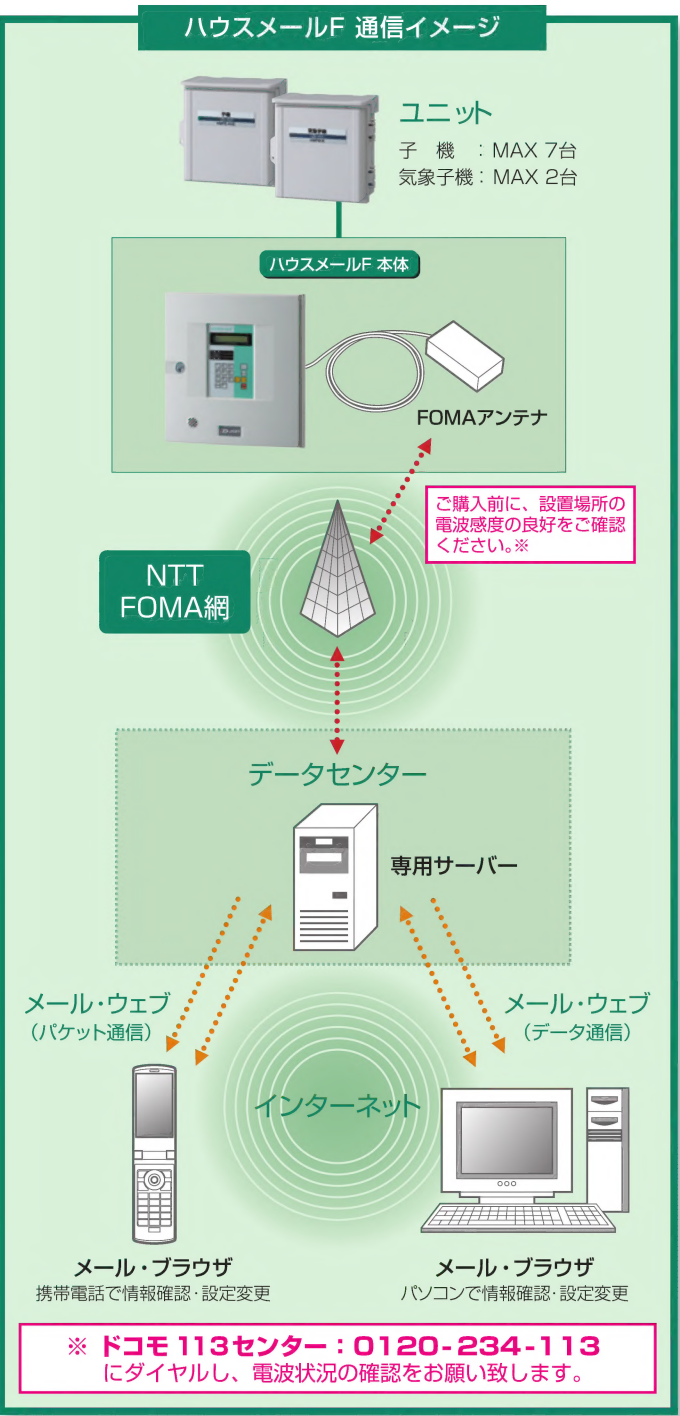 ハウスメールF 通信イメージ
子機
気象子機
ユニット
子　機　：MAX 7台
気象子機：MAX 2台
ハウスメールF 本体
FOMAアンテナ
ご購入前に、設置場所の
電波感度の良好をご確認
ください。※
NTT
FOMA網
データセンター
専用サーバー
メール・ウェブ
（パケット通信）
メール・ウェブ
（データ通信）
インターネット
メール・ブラウザ
携帯電話で情報確認・設定変更
メール・ブラウザ
パソコンで情報確認・設定変更
※ ドコモ 113センター：0120-234-113
にダイヤルし、電波状況の確認をお願い致します。